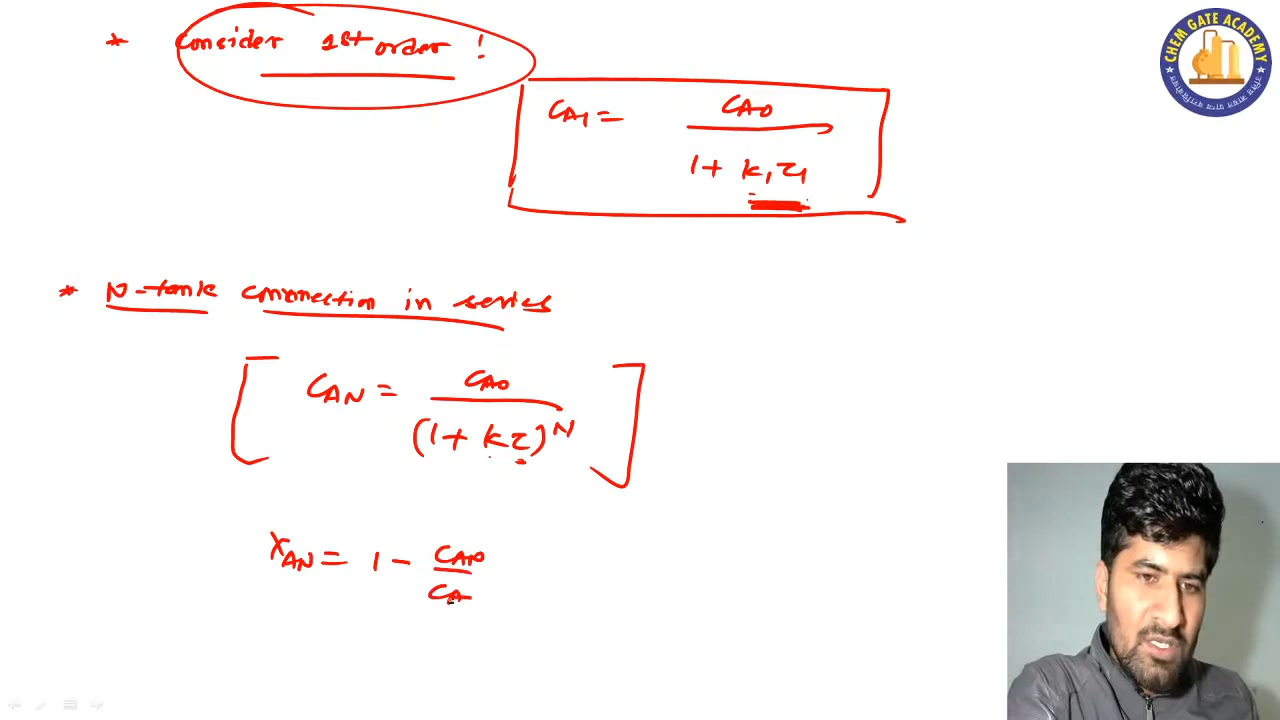 * Consider 1st order !
CA1 = CA0
1 + k1τ1
* N-tank connection in series
CAN = CA0
(1 + kτ)^N
XAN = 1 - CAN0
CA
CHEM GATE ACADEMY